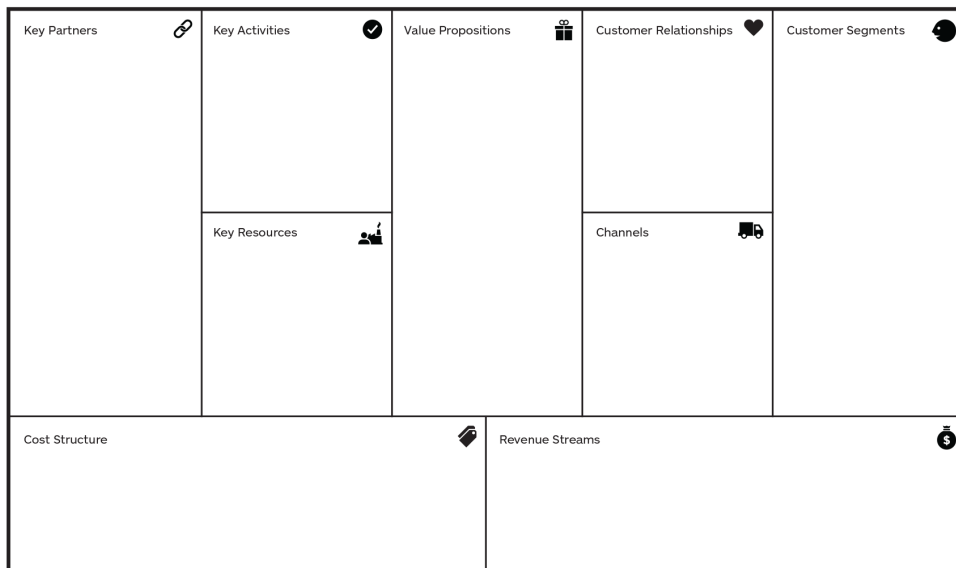 Key Partners
Key Activities
Value Propositions
Customer Relationships
Customer Segments
Key Resources
Channels
Cost Structure
Revenue Streams
$